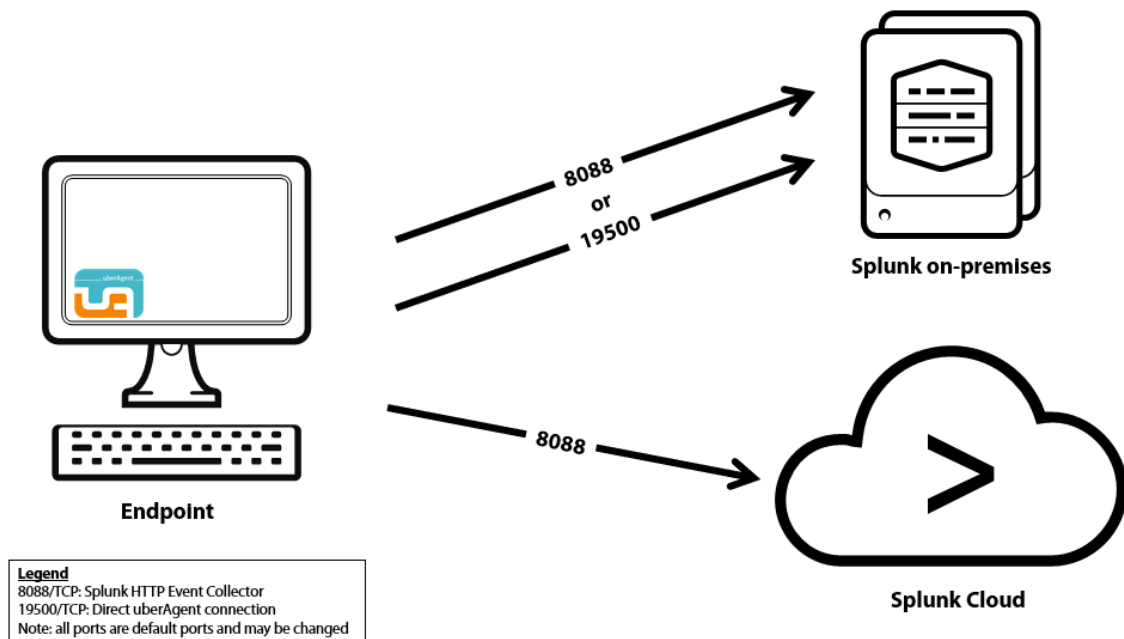 8088
or
19500
Splunk on-premises
uberAgent
8088
Endpoint
Splunk Cloud
Legend
8088/TCP: Splunk HTTP Event Collector
19500/TCP: Direct uberAgent connection
Note: all ports are default ports and may be changed